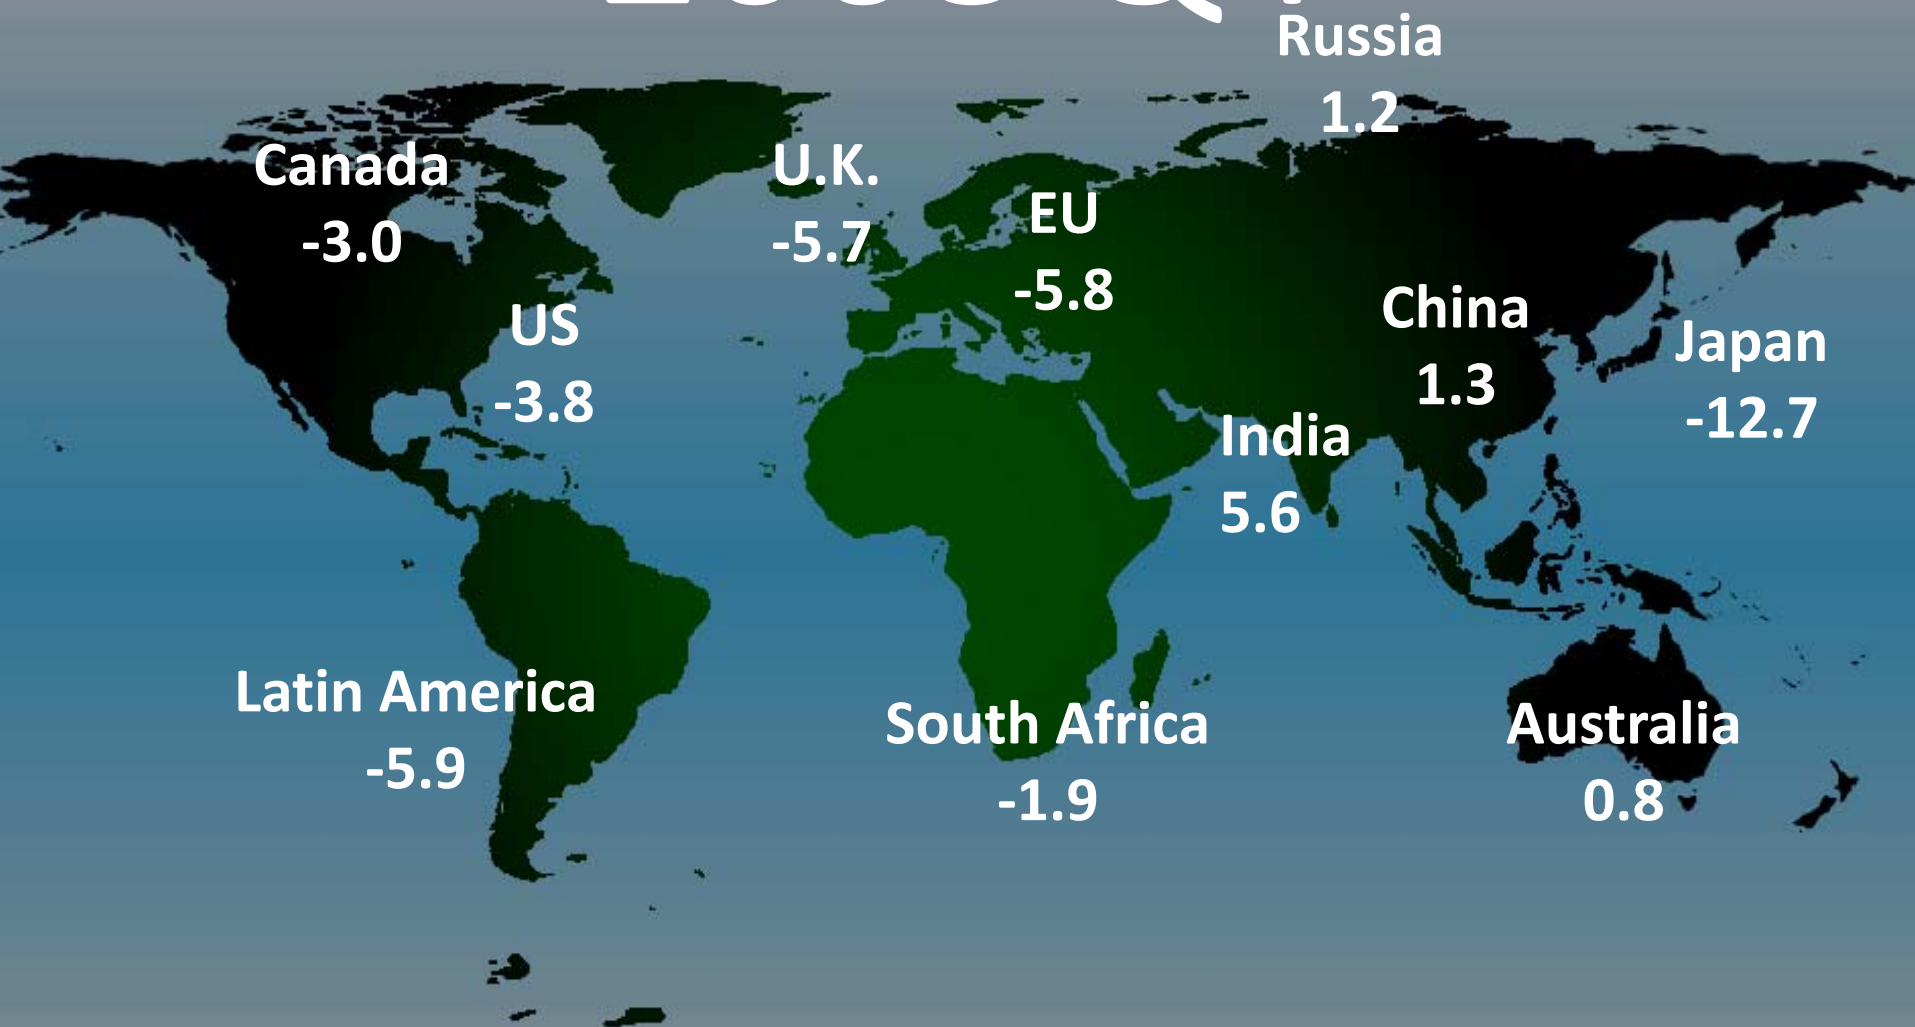 Russia
1.2
Canada
-3.0
U.K.
-5.7
EU
-5.8
US
-3.8
China
1.3
Japan
-12.7
India
5.6
Latin America
-5.9
South Africa
-1.9
Australia
0.8